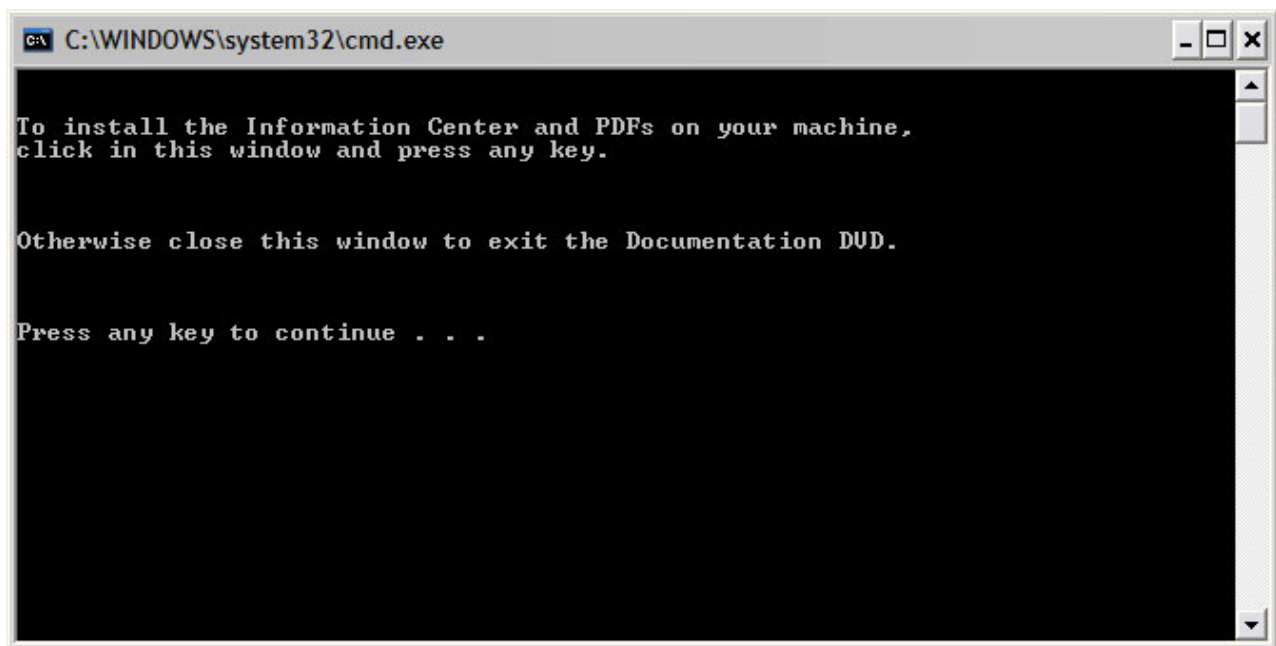 C:\WINDOWS\system32\cmd.exe
To install the Information Center and PDFs on your machine,
click in this window and press any key.
Otherwise close this window to exit the Documentation DVD.
Press any key to continue . . .